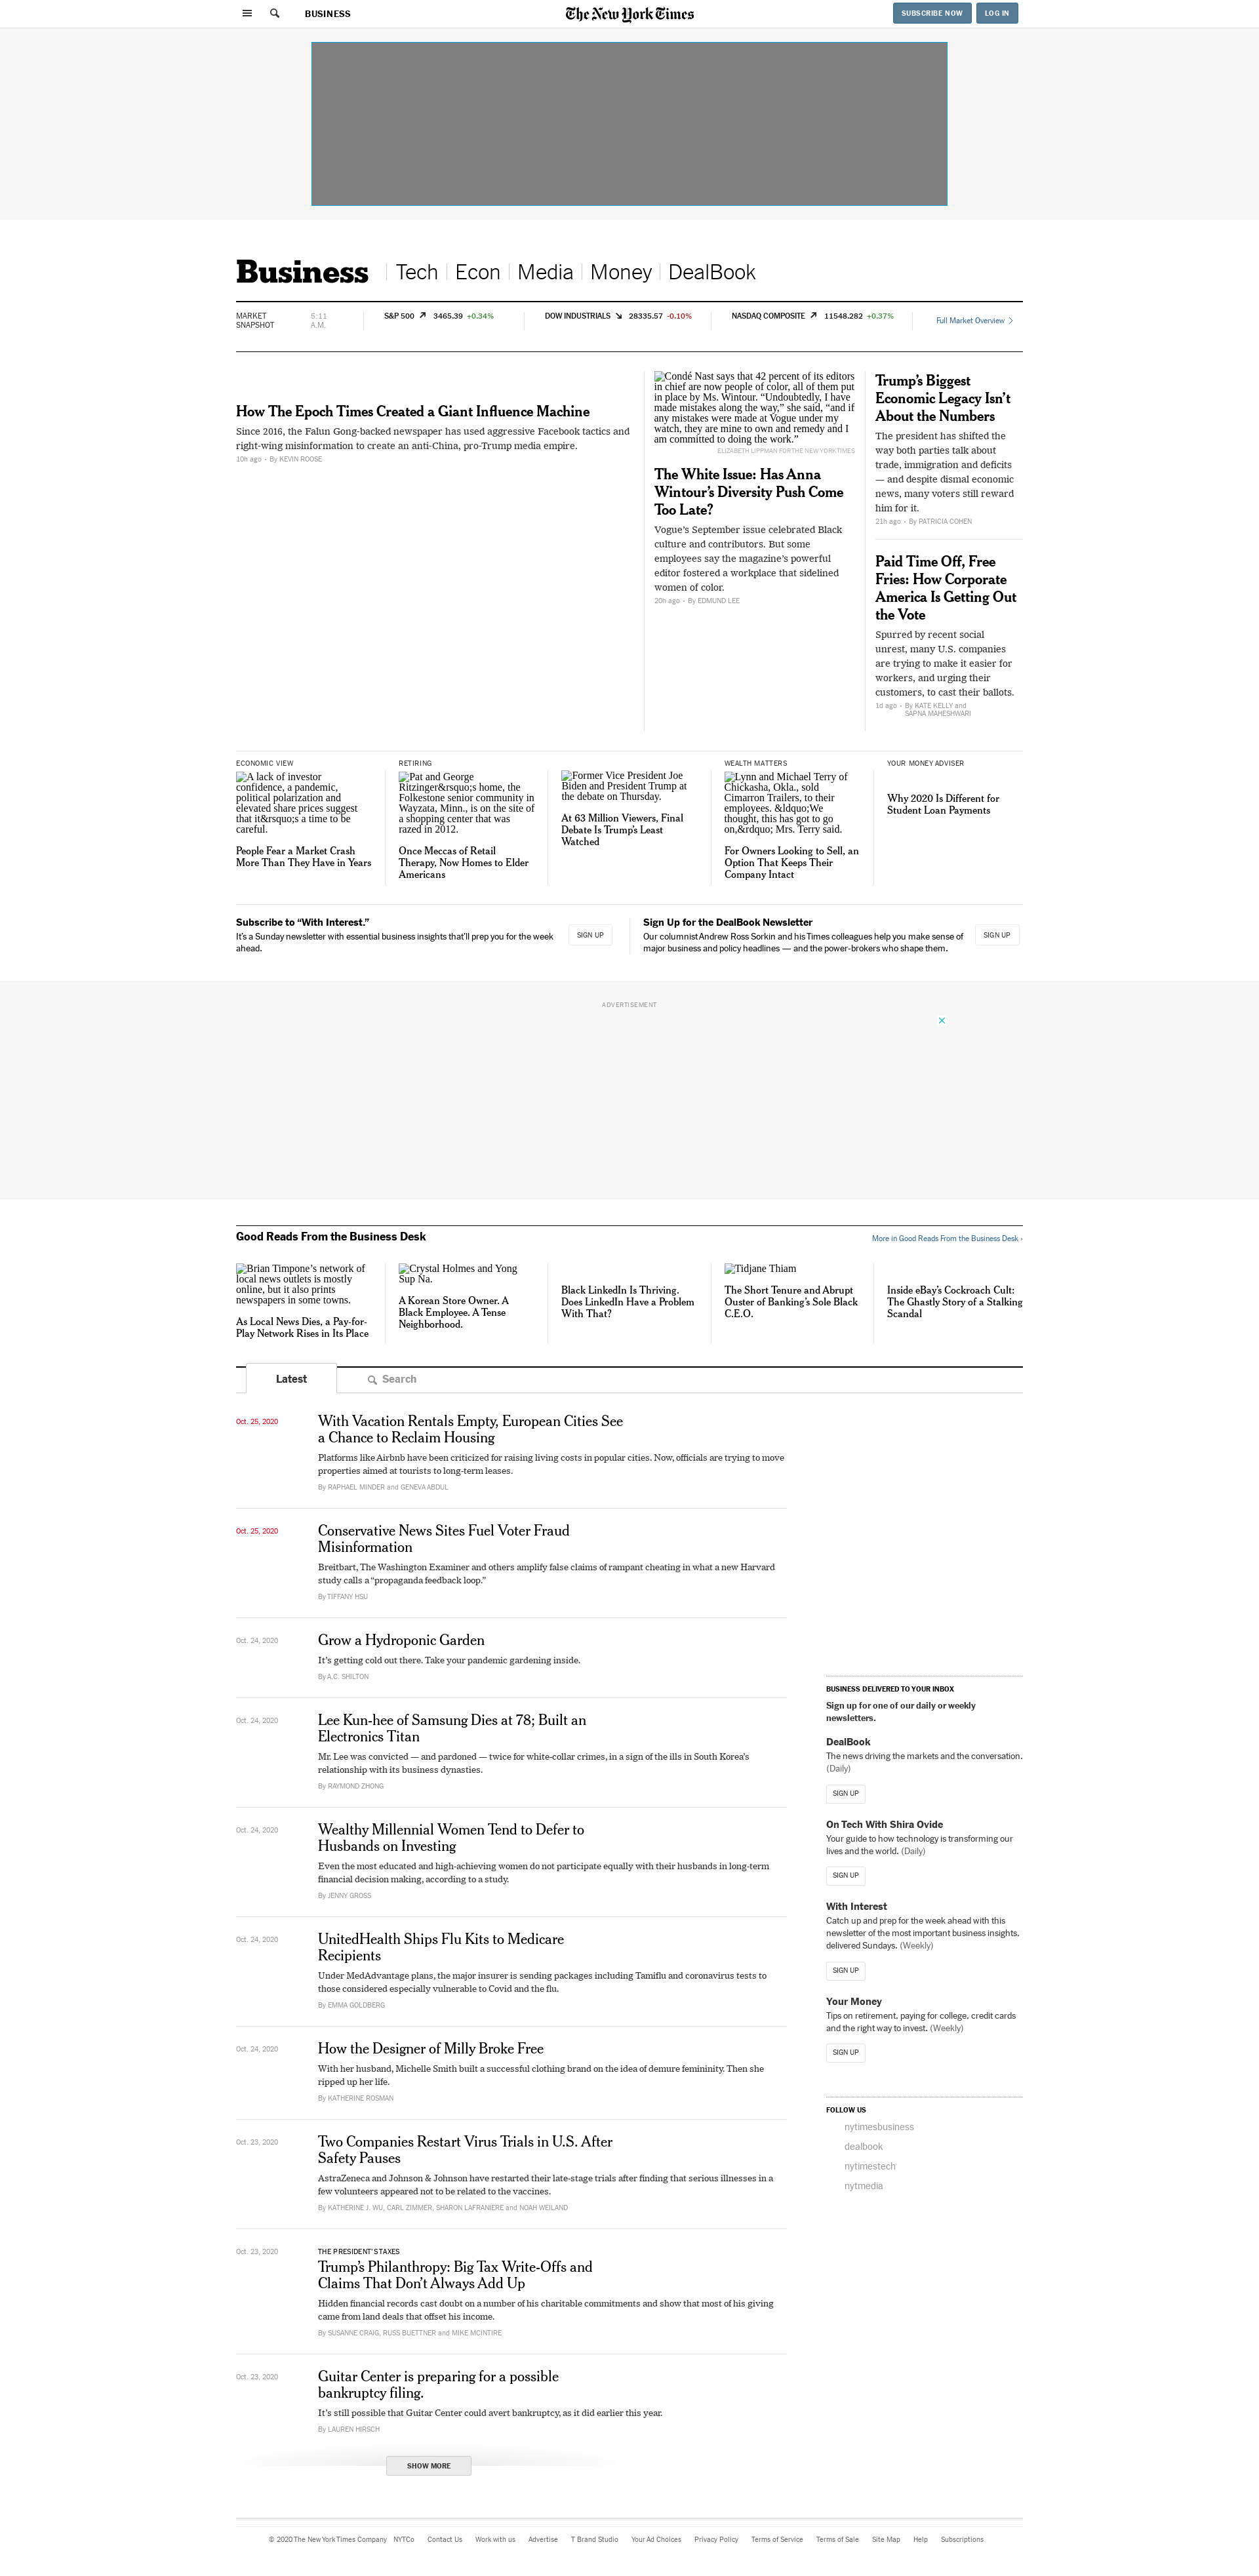 BUSINESS
The New York Times
SUBSCRIBE NOW
LOG IN
Business
Tech
Econ
Media
Money
DealBook
MARKET
SNAPSHOT
5:11
A.M.
S&P 500 3465.39 +0.34%
DOW INDUSTRIALS 28335.57 -0.10%
NASDAQ COMPOSITE 11548.282 +0.37%
Full Market Overview
How The Epoch Times Created a Giant Influence Machine
Since 2016, the Falun Gong-backed newspaper has used aggressive Facebook tactics and
right-wing misinformation to create an anti-China, pro-Trump media empire.
10h ago - By KEVIN ROOSE
Condé Nast says that 42 percent of its editors
in chief are now people of color, all of them put
in place by Ms. Wintour. “Undoubtedly, I have
made mistakes along the way,” she said, “and if
any mistakes were made at Vogue under my
watch, they are mine to own and remedy and I
am committed to doing the work.”
ELIZABETH LIPPMAN FOR THE NEW YORK TIMES
The White Issue: Has Anna
Wintour’s Diversity Push Come
Too Late?
Vogue’s September issue celebrated Black
culture and contributors. But some
employees say the magazine’s powerful
editor fostered a workplace that sidelined
women of color.
20h ago - By EDMUND LEE
Trump’s Biggest
Economic Legacy Isn’t
About the Numbers
The president has shifted the
way both parties talk about
trade, immigration and deficits
— and despite dismal economic
news, many voters still reward
him for it.
21h ago - By PATRICIA COHEN
Paid Time Off, Free
Fries: How Corporate
America Is Getting Out
the Vote
Spurred by recent social
unrest, many U.S. companies
are trying to make it easier for
workers, and urging their
customers, to cast their ballots.
1d ago - By KATE KELLY and
SAPNA MAHESHWARI
ECONOMIC VIEW
A lack of investor
confidence, a pandemic,
political polarization and
elevated share prices suggest
that it&rsquo;s a time to be
careful.
People Fear a Market Crash
More Than They Have in Years
RETIRING
Pat and George
Ritzinger&rsquo;s home, the
Folkestone senior community in
Wayzata, Minn., is on the site of
a shopping center that was
razed in 2012.
Once Meccas of Retail
Therapy, Now Homes to Elder
Americans
Former Vice President Joe
Biden and President Trump at
the debate on Thursday.
At 63 Million Viewers, Final
Debate Is Trump’s Least
Watched
WEALTH MATTERS
Lynn and Michael Terry of
Chickasha, Okla., sold
Cimarron Trailers, to their
employees. &ldquo;We
thought, this has got to go
on,&rdquo; Mrs. Terry said.
For Owners Looking to Sell, an
Option That Keeps Their
Company Intact
YOUR MONEY ADVISER
Why 2020 Is Different for
Student Loan Payments
Subscribe to “With Interest.”
It’s a Sunday newsletter with essential business insights that’ll prep you for the week
ahead.
SIGN UP
Sign Up for the DealBook Newsletter
Our columnist Andrew Ross Sorkin and his Times colleagues help you make sense of
major business and policy headlines — and the power-brokers who shape them.
SIGN UP
ADVERTISEMENT
Good Reads From the Business Desk
More in Good Reads From the Business Desk ›
Brian Timpone’s network of
local news outlets is mostly
online, but it also prints
newspapers in some towns.
As Local News Dies, a Pay-for-
Play Network Rises in Its Place
Crystal Holmes and Yong
Sup Na.
A Korean Store Owner. A
Black Employee. A Tense
Neighborhood.
Black LinkedIn Is Thriving.
Does LinkedIn Have a Problem
With That?
Tidjane Thiam
The Short Tenure and Abrupt
Ouster of Banking’s Sole Black
C.E.O.
Inside eBay’s Cockroach Cult:
The Ghastly Story of a Stalking
Scandal
Latest
Search
Oct. 25, 2020
With Vacation Rentals Empty, European Cities See
a Chance to Reclaim Housing
Platforms like Airbnb have been criticized for raising living costs in popular cities. Now, officials are trying to move
properties aimed at tourists to long-term leases.
By RAPHAEL MINDER and GENEVA ABDUL
Oct. 25, 2020
Conservative News Sites Fuel Voter Fraud
Misinformation
Breitbart, The Washington Examiner and others amplify false claims of rampant cheating in what a new Harvard
study calls a “propaganda feedback loop.”
By TIFFANY HSU
Oct. 24, 2020
Grow a Hydroponic Garden
It’s getting cold out there. Take your pandemic gardening inside.
By A.C. SHILTON
Oct. 24, 2020
Lee Kun-hee of Samsung Dies at 78; Built an
Electronics Titan
Mr. Lee was convicted — and pardoned — twice for white-collar crimes, in a sign of the ills in South Korea’s
relationship with its business dynasties.
By RAYMOND ZHONG
Oct. 24, 2020
Wealthy Millennial Women Tend to Defer to
Husbands on Investing
Even the most educated and high-achieving women do not participate equally with their husbands in long-term
financial decision making, according to a study.
By JENNY GROSS
Oct. 24, 2020
UnitedHealth Ships Flu Kits to Medicare
Recipients
Under MedAdvantage plans, the major insurer is sending packages including Tamiflu and coronavirus tests to
those considered especially vulnerable to Covid and the flu.
By EMMA GOLDBERG
Oct. 24, 2020
How the Designer of Milly Broke Free
With her husband, Michelle Smith built a successful clothing brand on the idea of demure femininity. Then she
ripped up her life.
By KATHERINE ROSMAN
Oct. 23, 2020
Two Companies Restart Virus Trials in U.S. After
Safety Pauses
AstraZeneca and Johnson & Johnson have restarted their late-stage trials after finding that serious illnesses in a
few volunteers appeared not to be related to the vaccines.
By KATHERINE J. WU, CARL ZIMMER, SHARON LAFRANIERE and NOAH WEILAND
Oct. 23, 2020
THE PRESIDENT’S TAXES
Trump’s Philanthropy: Big Tax Write-Offs and
Claims That Don’t Always Add Up
Hidden financial records cast doubt on a number of his charitable commitments and show that most of his giving
came from land deals that offset his income.
By SUSANNE CRAIG, RUSS BUETTNER and MIKE MCINTIRE
Oct. 23, 2020
Guitar Center is preparing for a possible
bankruptcy filing.
It’s still possible that Guitar Center could avert bankruptcy, as it did earlier this year.
By LAUREN HIRSCH
SHOW MORE
BUSINESS DELIVERED TO YOUR INBOX
Sign up for one of our daily or weekly
newsletters.
DealBook
The news driving the markets and the conversation.
(Daily)
SIGN UP
On Tech With Shira Ovide
Your guide to how technology is transforming our
lives and the world. (Daily)
SIGN UP
With Interest
Catch up and prep for the week ahead with this
newsletter of the most important business insights,
delivered Sundays. (Weekly)
SIGN UP
Your Money
Tips on retirement, paying for college, credit cards
and the right way to invest. (Weekly)
SIGN UP
FOLLOW US
nytimesbusiness
dealbook
nytimestech
nytmedia
© 2020 The New York Times Company NYTCo Contact Us Work with us Advertise T Brand Studio Your Ad Choices Privacy Policy Terms of Service Terms of Sale Site Map Help Subscriptions